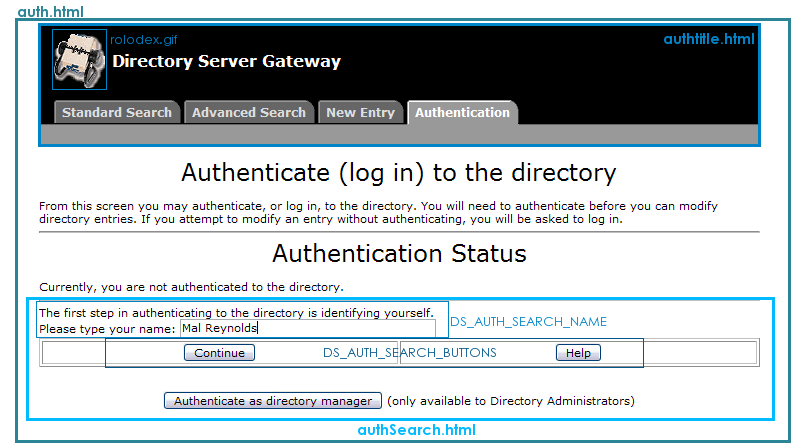 auth.html
rolodex.gif
authtitle.html
Directory Server Gateway
Standard Search
Advanced Search
New Entry
Authentication
Authenticate (log in) to the directory
From this screen you may authenticate, or log in, to the directory. You will need to authenticate before you can modify
directory entries. If you attempt to modify an entry without authenticating, you will be asked to log in.
Authentication Status
Currently, you are not authenticated to the directory.
The first step in authenticating to the directory is identifying yourself.
Please type your name: Mal Reynolds
DS_AUTH_SEARCH_NAME
Continue
DS_AUTH_SEARCH_BUTTONS
Help
Authenticate as directory manager (only available to Directory Administrators)
authSearch.html